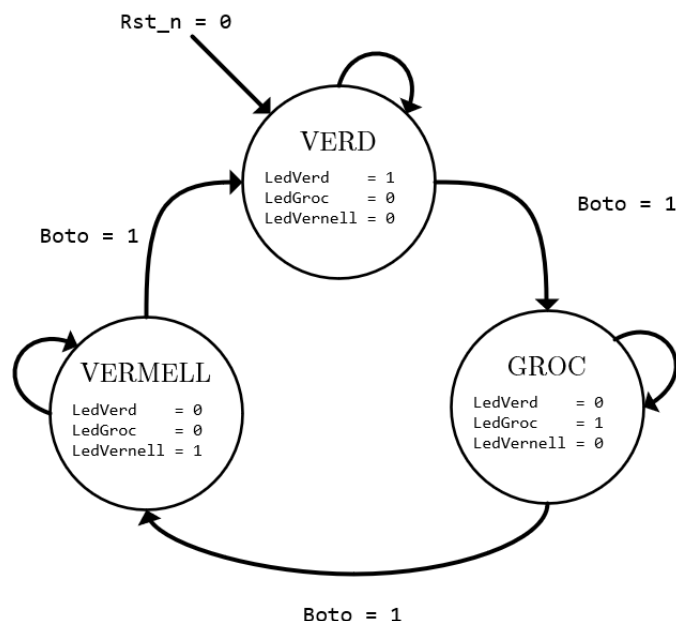 Rst_n = 0
VERD
LedVerd = 1
LedGroc = 0
LedVernell = 0
Boto = 1
Boto = 1
VERMELL
LedVerd = 0
LedGroc = 0
LedVernell = 1
GROC
LedVerd = 0
LedGroc = 1
LedVernell = 0
Boto = 1